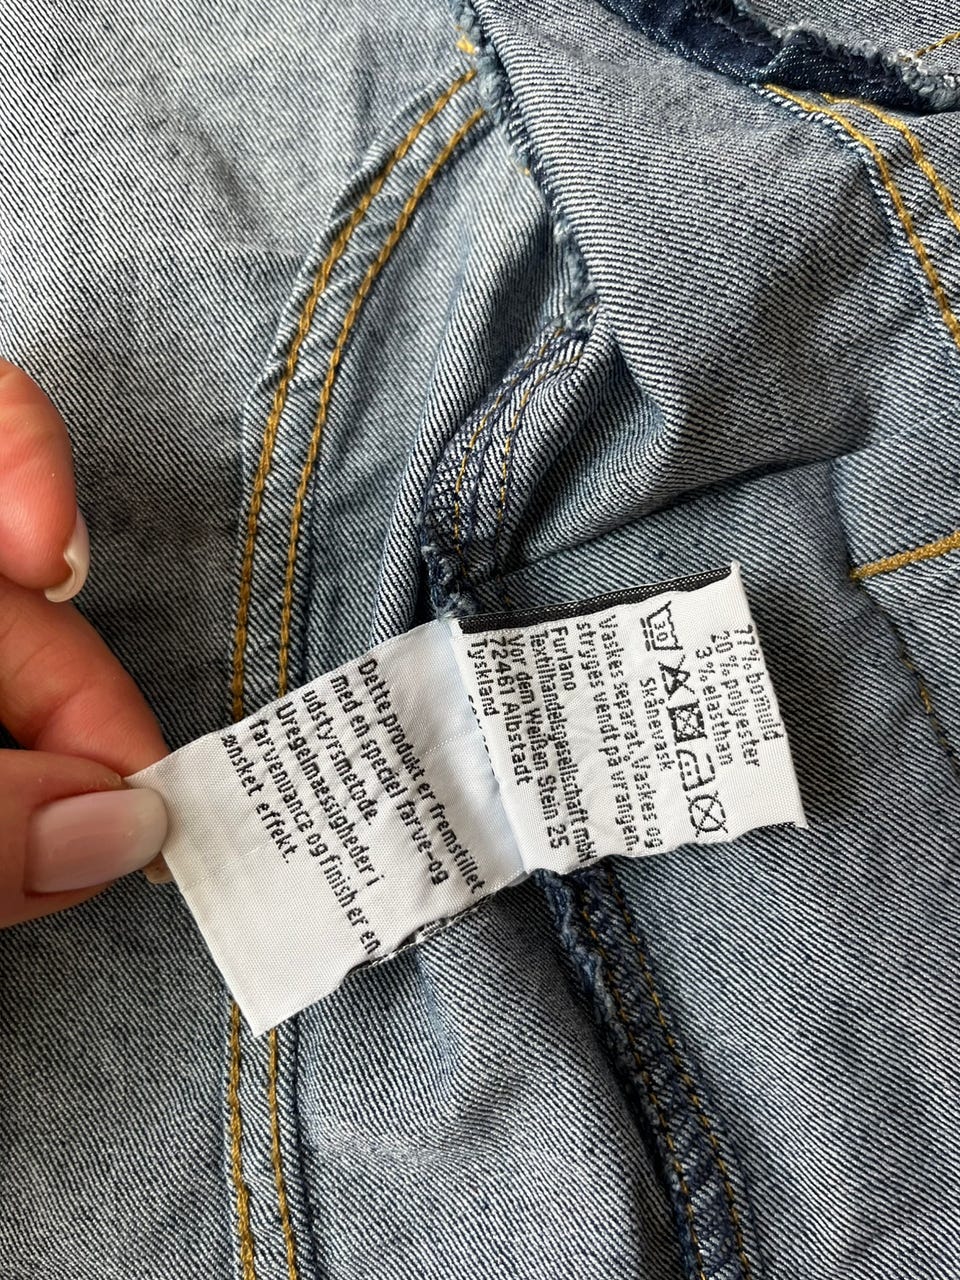 77% bomuld
20% polyester
3% elasthan
30
Skånevask
Vaskes separat. Vaskes og
stryges vendt på vrangen.
Furlano
Textilhandelsgesellschaft mbH
Vor dem Weißen Stein 25
72461 Albstadt
Tyskland
Dette produkt er fremstillet
med en speciel farve-og
udstyrsmetode.
Uregelmæssigheder i
farvenuance og finish er en
ønsket effekt.